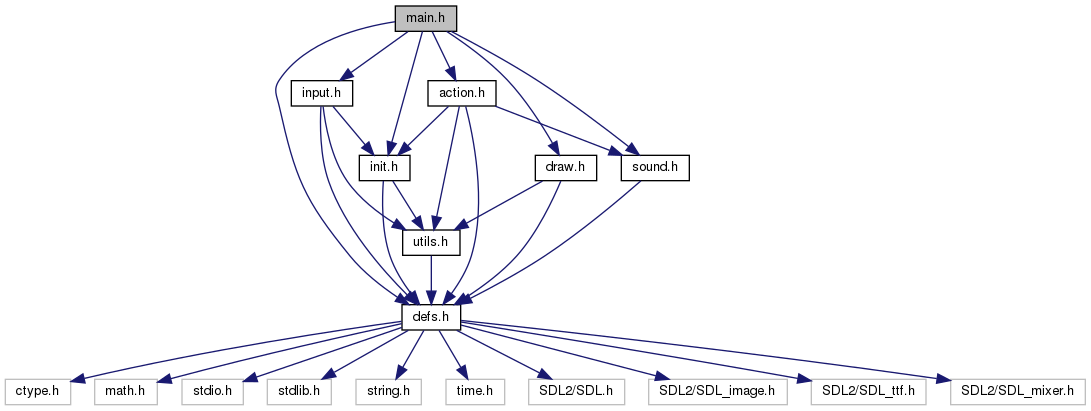 main.h
input.h
action.h
init.h
draw.h
sound.h
utils.h
defs.h
ctype.h
math.h
stdio.h
stdlib.h
string.h
time.h
SDL2/SDL.h
SDL2/SDL_image.h
SDL2/SDL_ttf.h
SDL2/SDL_mixer.h